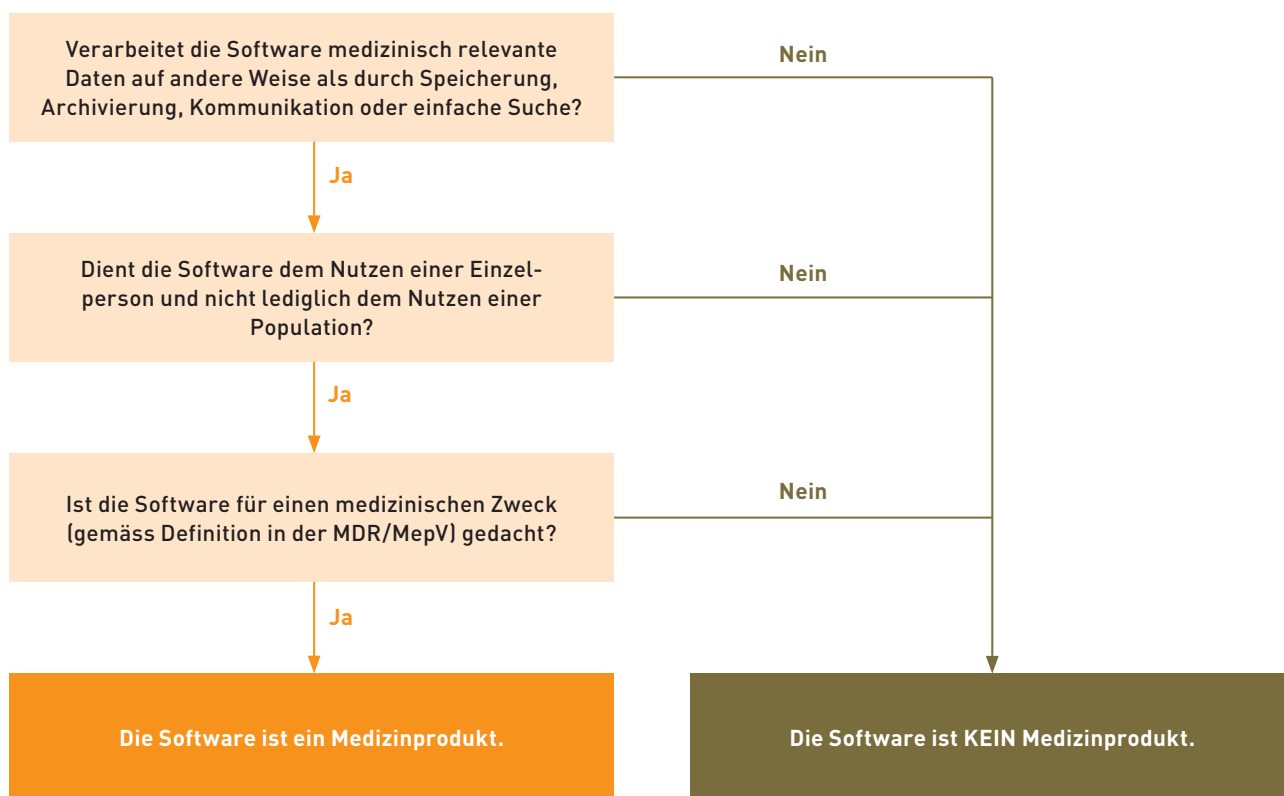 Verarbeitet die Software medizinisch relevante
Daten auf andere Weise als durch Speicherung,
Archivierung, Kommunikation oder einfache Suche?
Nein
Ja
Dient die Software dem Nutzen einer Einzel-
person und nicht lediglich dem Nutzen einer
Population?
Nein
Ja
Ist die Software für einen medizinischen Zweck
(gemäss Definition in der MDR/MepV) gedacht?
Nein
Ja
Die Software ist ein Medizinprodukt.
Die Software ist KEIN Medizinprodukt.